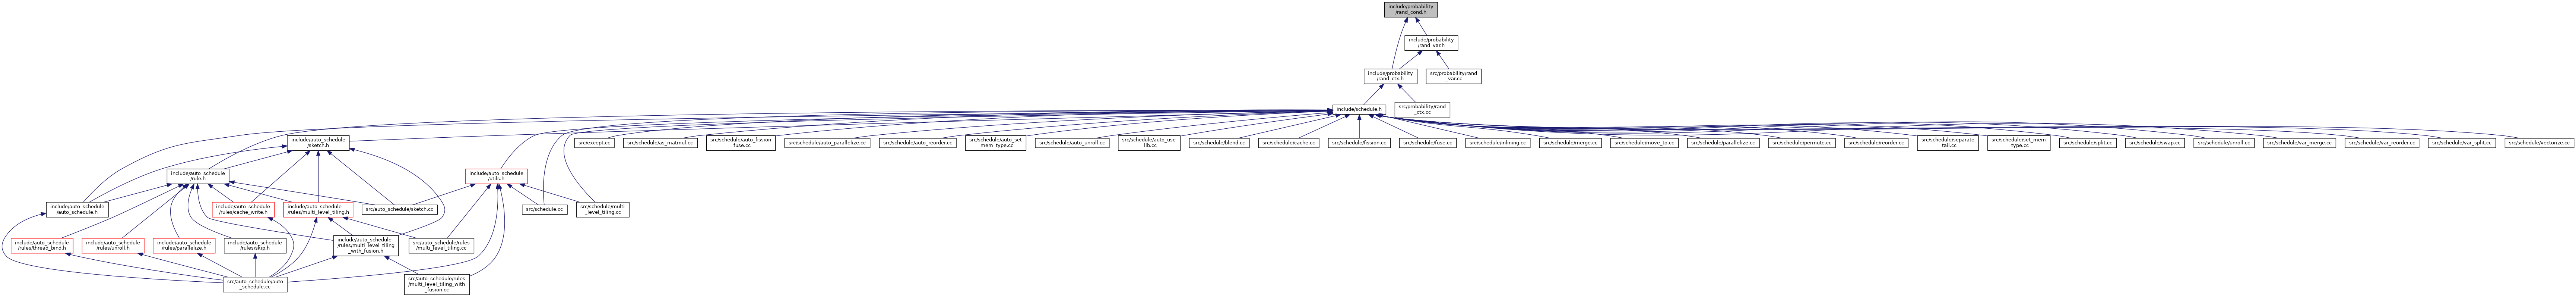 include/probability
/rand_cond.h
include/probability
/rand_var.h
include/probability
/rand_ctx.h
src/probability/rand
_var.cc
include/schedule.h
src/probability/rand
_ctx.cc
include/auto_schedule
/sketch.h
src/except.cc
src/schedule/as_matmul.cc
src/schedule/auto_fission
_fuse.cc
src/schedule/auto_parallelize.cc
src/schedule/auto_reorder.cc
src/schedule/auto_set
_mem_type.cc
src/schedule/auto_unroll.cc
src/schedule/auto_use
_lib.cc
src/schedule/blend.cc
src/schedule/cache.cc
src/schedule/fission.cc
src/schedule/fuse.cc
src/schedule/inlining.cc
src/schedule/merge.cc
src/schedule/move_to.cc
src/schedule/parallelize.cc
src/schedule/permute.cc
src/schedule/reorder.cc
src/schedule/separate
_tail.cc
src/schedule/set_mem
_type.cc
src/schedule/split.cc
src/schedule/swap.cc
src/schedule/unroll.cc
src/schedule/var_merge.cc
src/schedule/var_reorder.cc
src/schedule/var_split.cc
src/schedule/vectorize.cc
include/auto_schedule
/rule.h
include/auto_schedule
/utils.h
include/auto_schedule
/auto_schedule.h
include/auto_schedule
/rules/cache_write.h
include/auto_schedule
/rules/multi_level_tiling.h
src/auto_schedule/sketch.cc
src/schedule.cc
src/schedule/multi
_level_tiling.cc
include/auto_schedule
/rules/thread_bind.h
include/auto_schedule
/rules/unroll.h
include/auto_schedule
/rules/parallelize.h
include/auto_schedule
/rules/skip.h
include/auto_schedule
/rules/multi_level_tiling
_with_fusion.h
src/auto_schedule/rules
/multi_level_tiling.cc
src/auto_schedule/auto
_schedule.cc
src/auto_schedule/rules
/multi_level_tiling_with
_fusion.cc